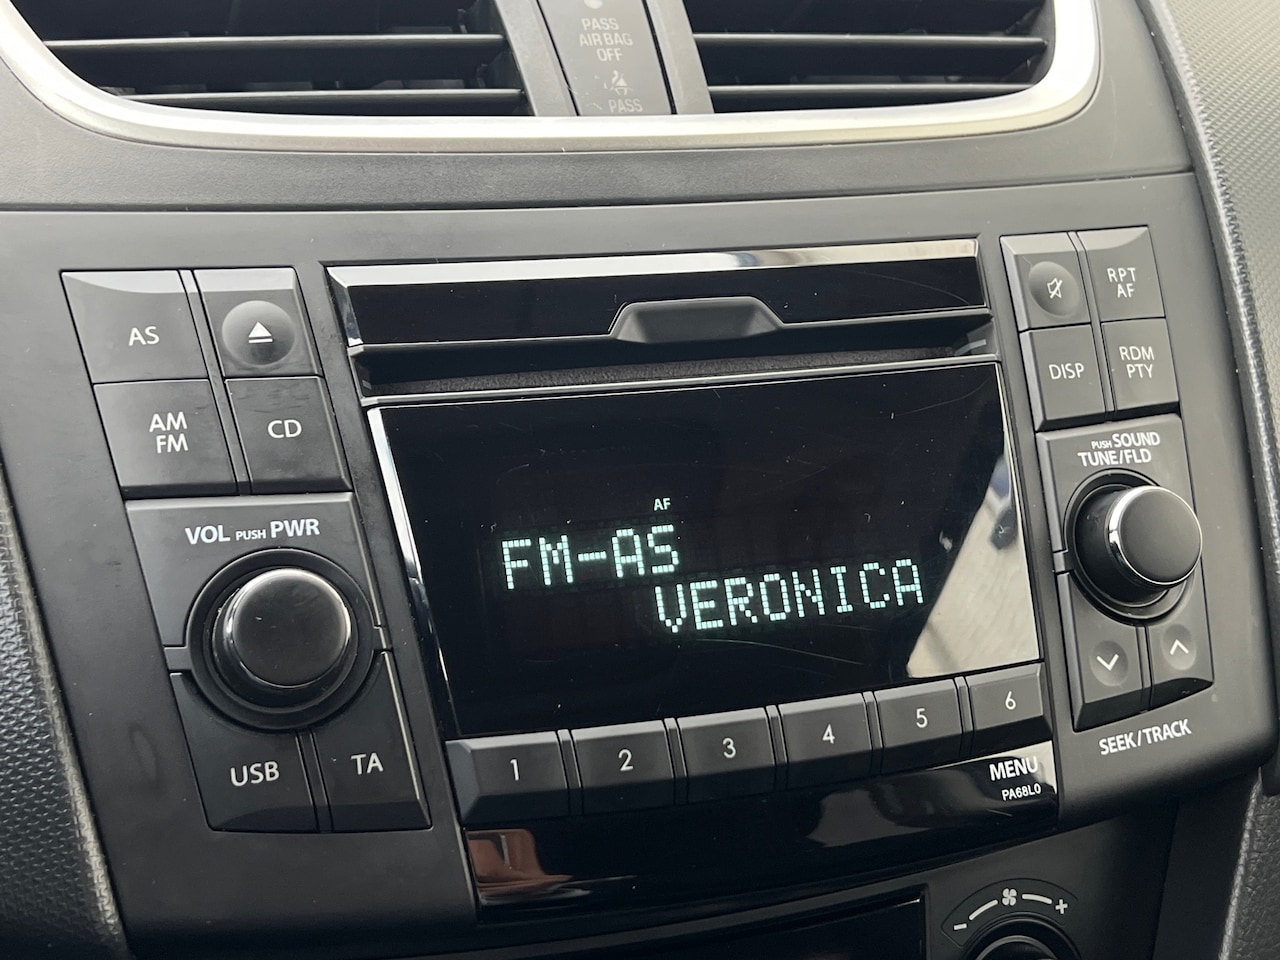 PASS
AIR BAG
OFF
PASS
AS
AM
FM
CD
VOL PUSH PWR
USB
TA
AF
FM-AS
VERONICA
1
2
3
4
5
6
MENU
PA68L0
RPT
AF
DISP
RDM
PTY
PUSH SOUND
TUNE/FLD
SEEK/TRACK
- +